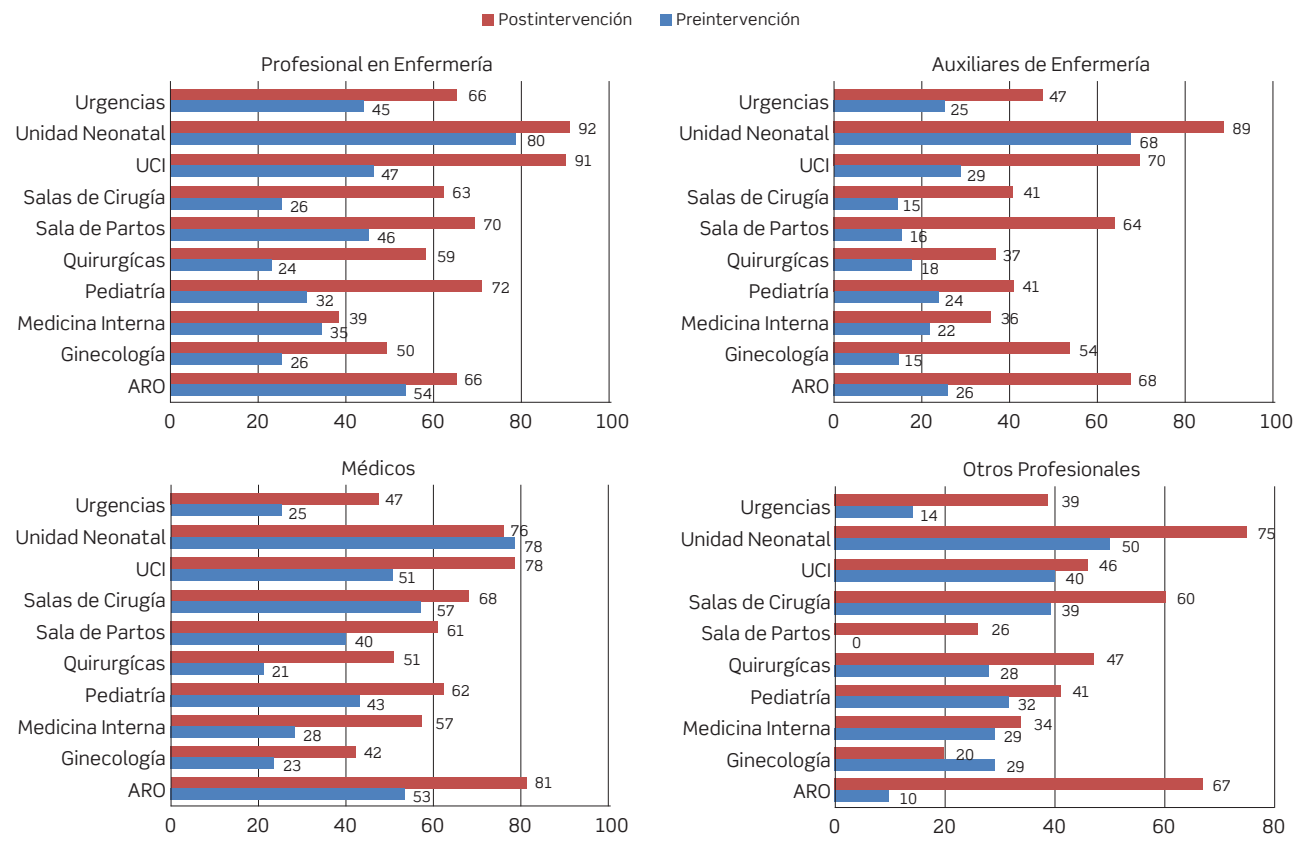 Postintervención Preintervención
Profesional en Enfermería
Urgencias 66 45
Unidad Neonatal 92 80
UCI 91 47
Salas de Cirugía 63 26
Sala de Partos 70 46
Quirurgícas 59 24
Pediatría 72 32
Medicina Interna 39 35
Ginecología 50 26
ARO 66 54
0 20 40 60 80 100
Auxiliares de Enfermería
Urgencias 47 25
Unidad Neonatal 89 68
UCI 70 29
Salas de Cirugía 41 15
Sala de Partos 64 16
Quirurgícas 37 18
Pediatría 41 24
Medicina Interna 36 22
Ginecología 54 15
ARO 68 26
0 20 40 60 80 100
Médicos
Urgencias 47 25
Unidad Neonatal 76 78
UCI 78 51
Salas de Cirugía 68 57
Sala de Partos 61 40
Quirurgícas 51 21
Pediatría 62 43
Medicina Interna 57 28
Ginecología 42 23
ARO 81 53
0 20 40 60 80 100
Otros Profesionales
Urgencias 39 14
Unidad Neonatal 75 50
UCI 46 40
Salas de Cirugía 60 39
Sala de Partos 26 0
Quirurgícas 47 28
Pediatría 41 32
Medicina Interna 34 29
Ginecología 20 29
ARO 67 10
0 20 40 60 80